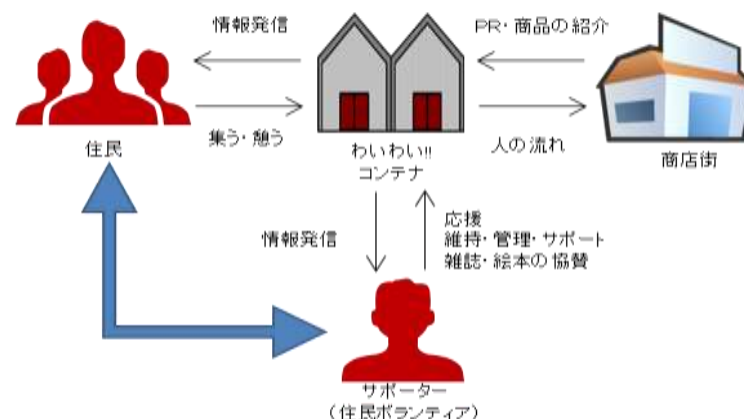 情報発信
PR・商品の紹介
集う・憩う
人の流れ
住民
わいわい!!
コンテナ
商店街
情報発信
応援
維持・管理・サポート
雑誌・絵本の協賛
サポーター
(住民ボランティア)